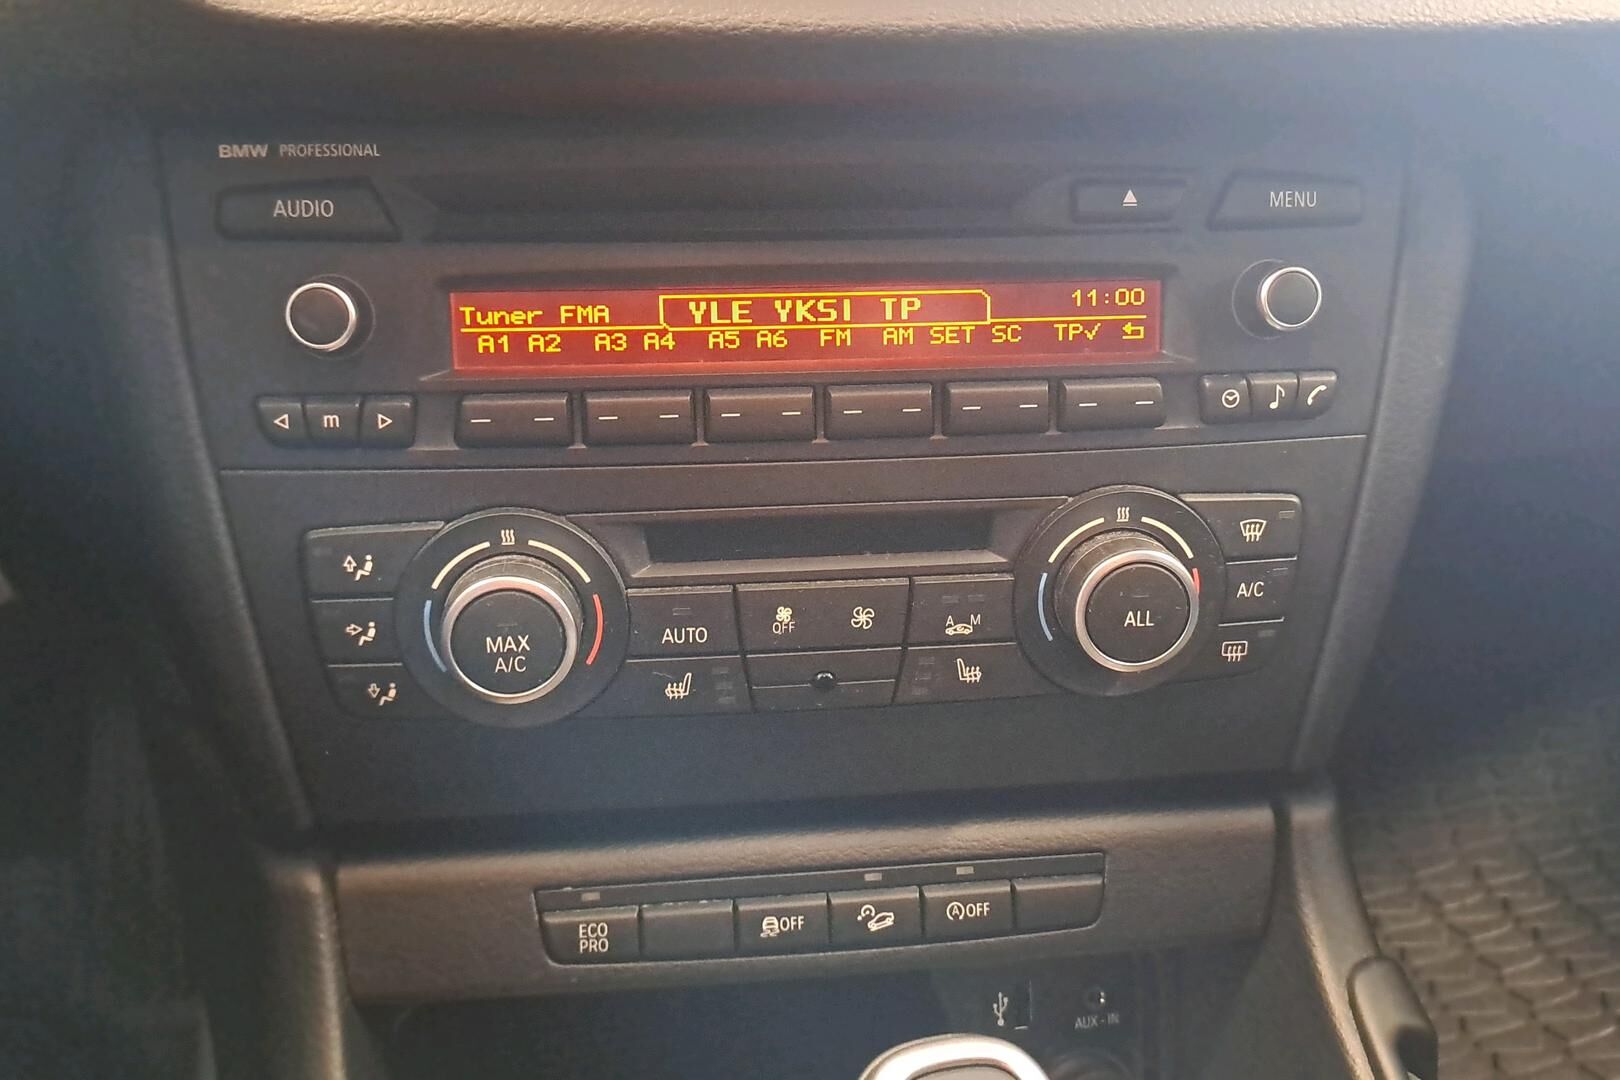 BMW PROFESSIONAL
AUDIO
MENU
Tuner FMA
YLE YKSI TP
11:00
A1 A2 A3 A4 A5 A6 FM AM SET SC TP✓
m
MAX
A/C
AUTO
OFF
A M
ALL
A/C
ECO
PRO
OFF
A OFF
AUX-IN